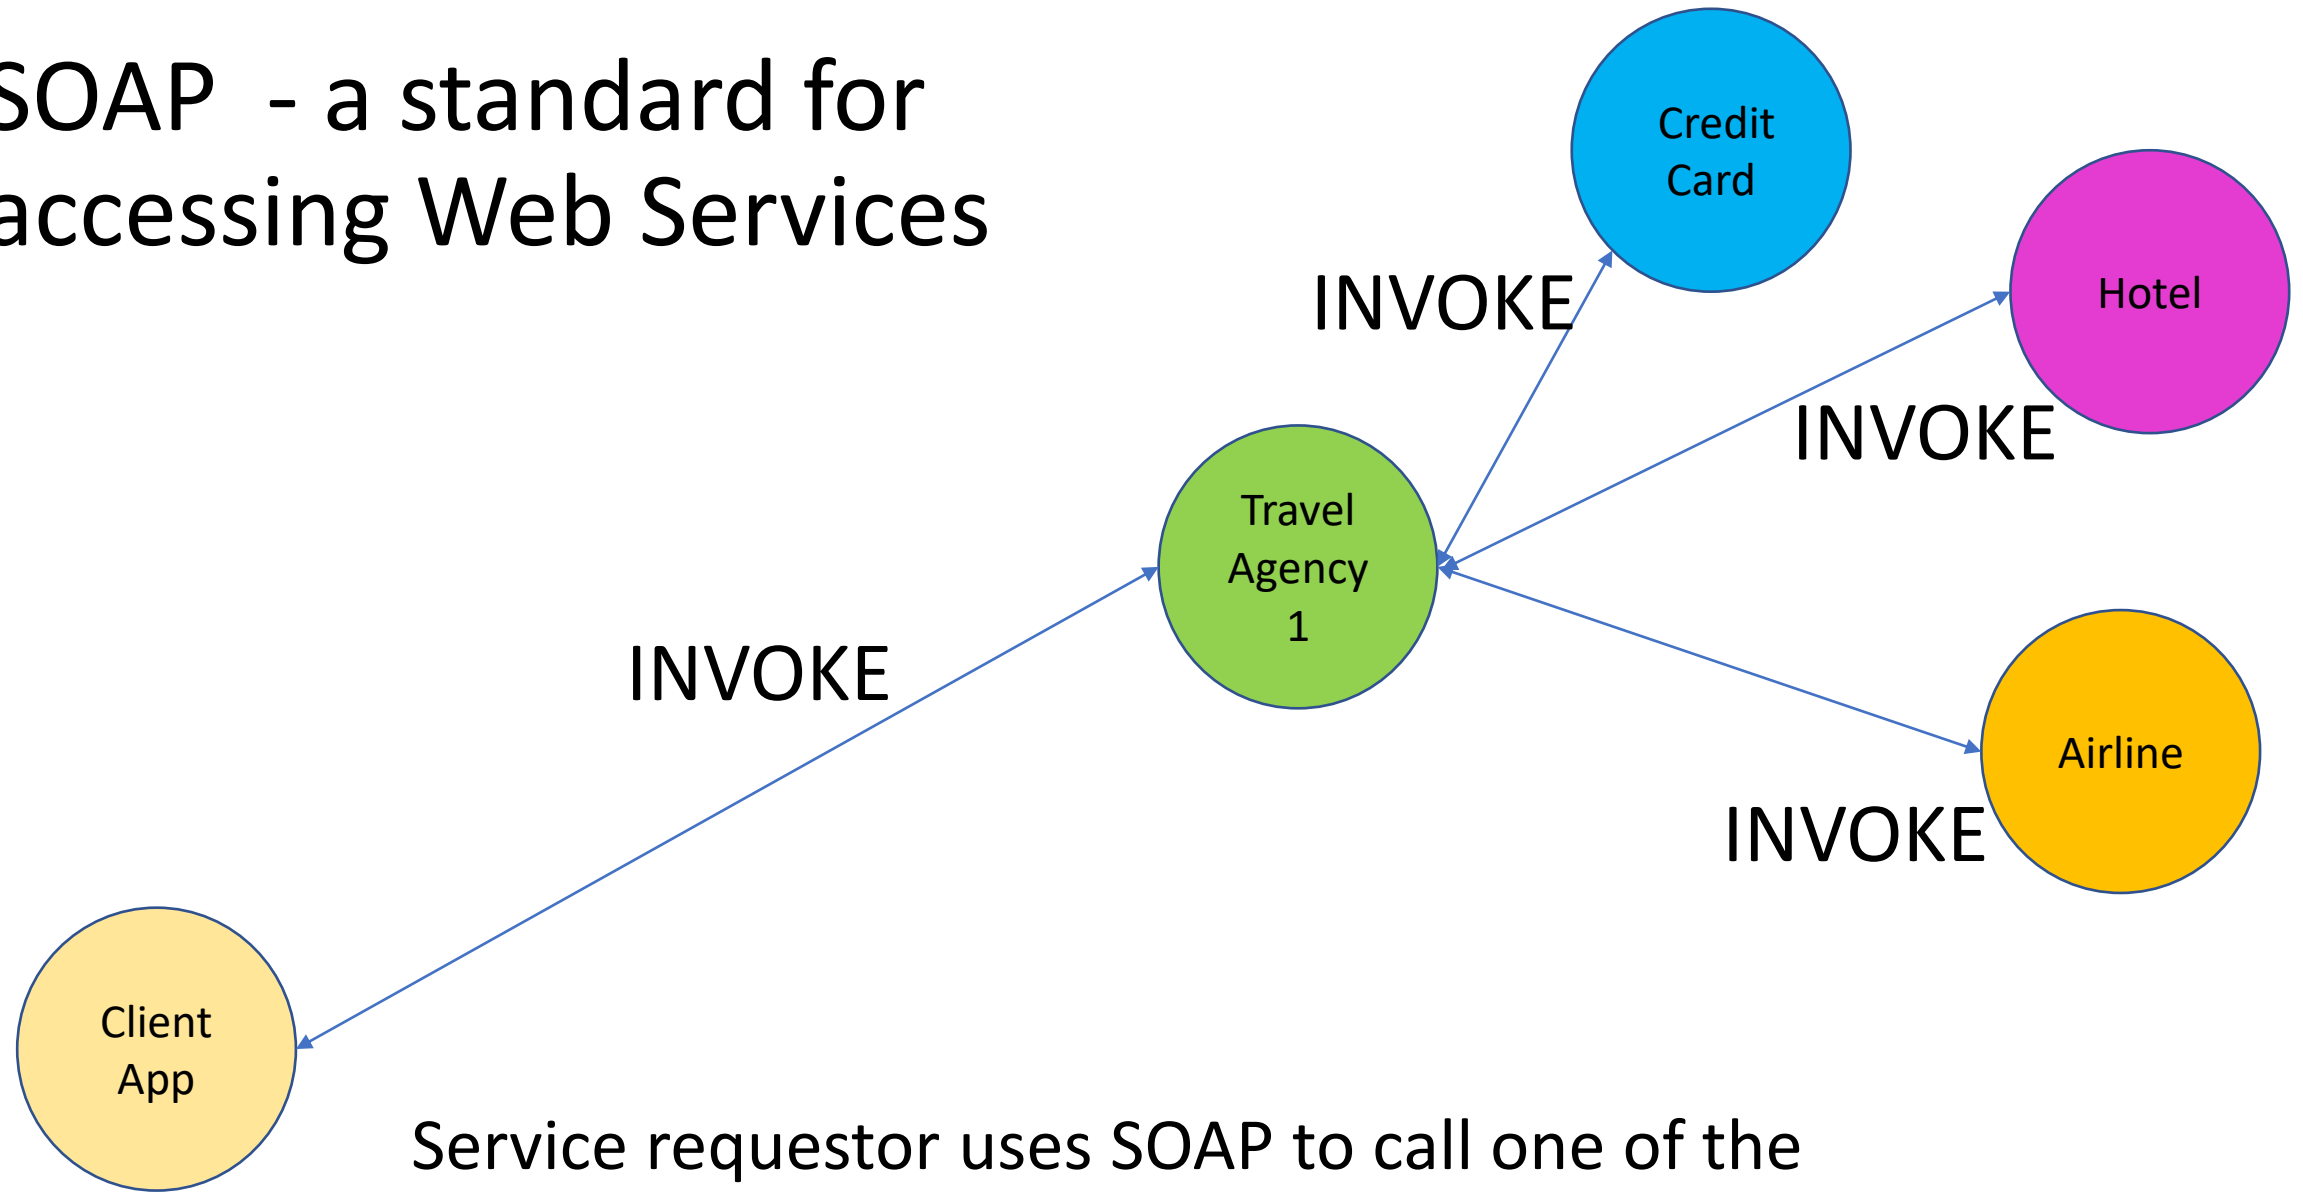 SOAP - a standard for
accessing Web Services
Credit
Card
Hotel
INVOKE
INVOKE
Travel
Agency
1
INVOKE
Airline
INVOKE
Client
App
Service requestor uses SOAP to call one of the